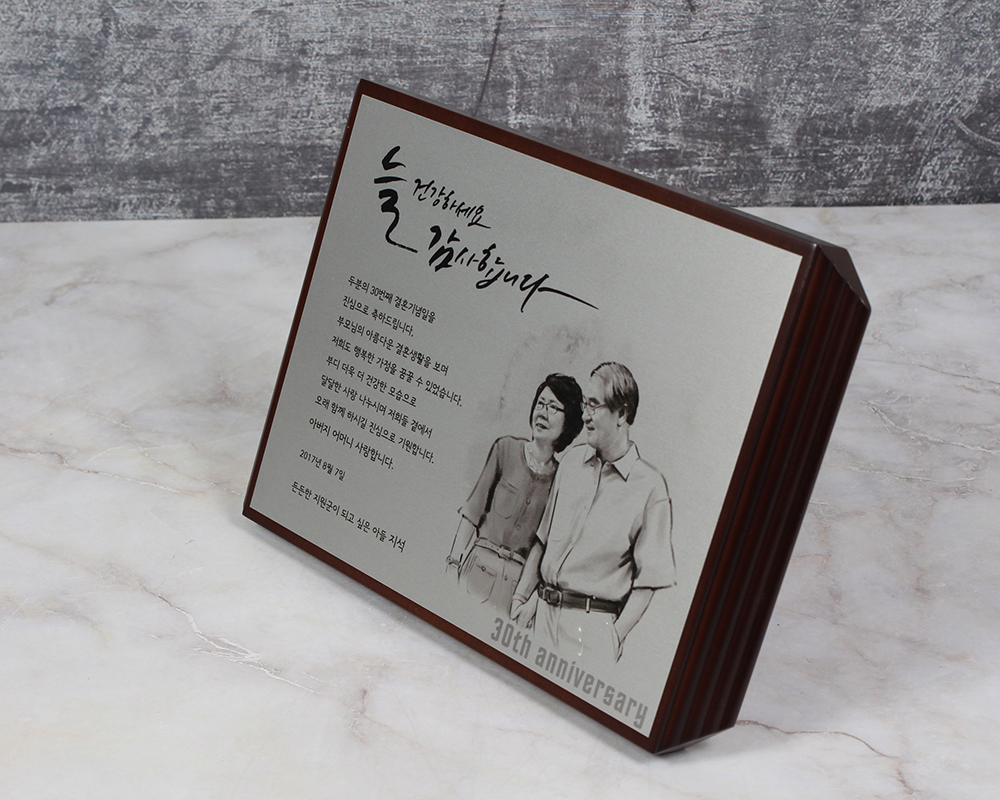 늘 건강하세요
감사합니다
두분의 30번째 결혼기념일을
진심으로 축하드립니다.
부모님의 아름다운 결혼생활을 보며
저희도 행복한 가정을 꿈꿀 수 있었습니다.
부디 더욱 더 건강한 모습으로
달달한 사랑 나누시며 저희들 곁에서
오래 함께 하시길 진심으로 기원합니다.
아버지 어머니 사랑합니다.
2017년 8월 7일
든든한 지원군이 되고 싶은 아들 지석
30th anniversary